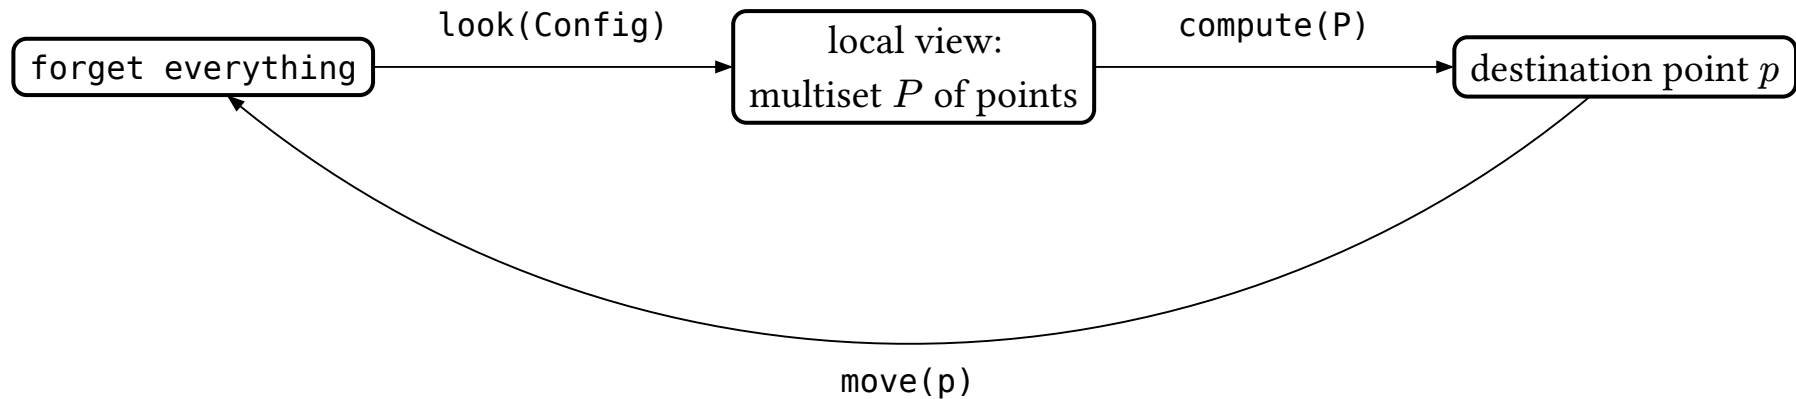 look(Config)
compute(P)
forget everything
local view:
multiset P of points
destination point p
move(p)